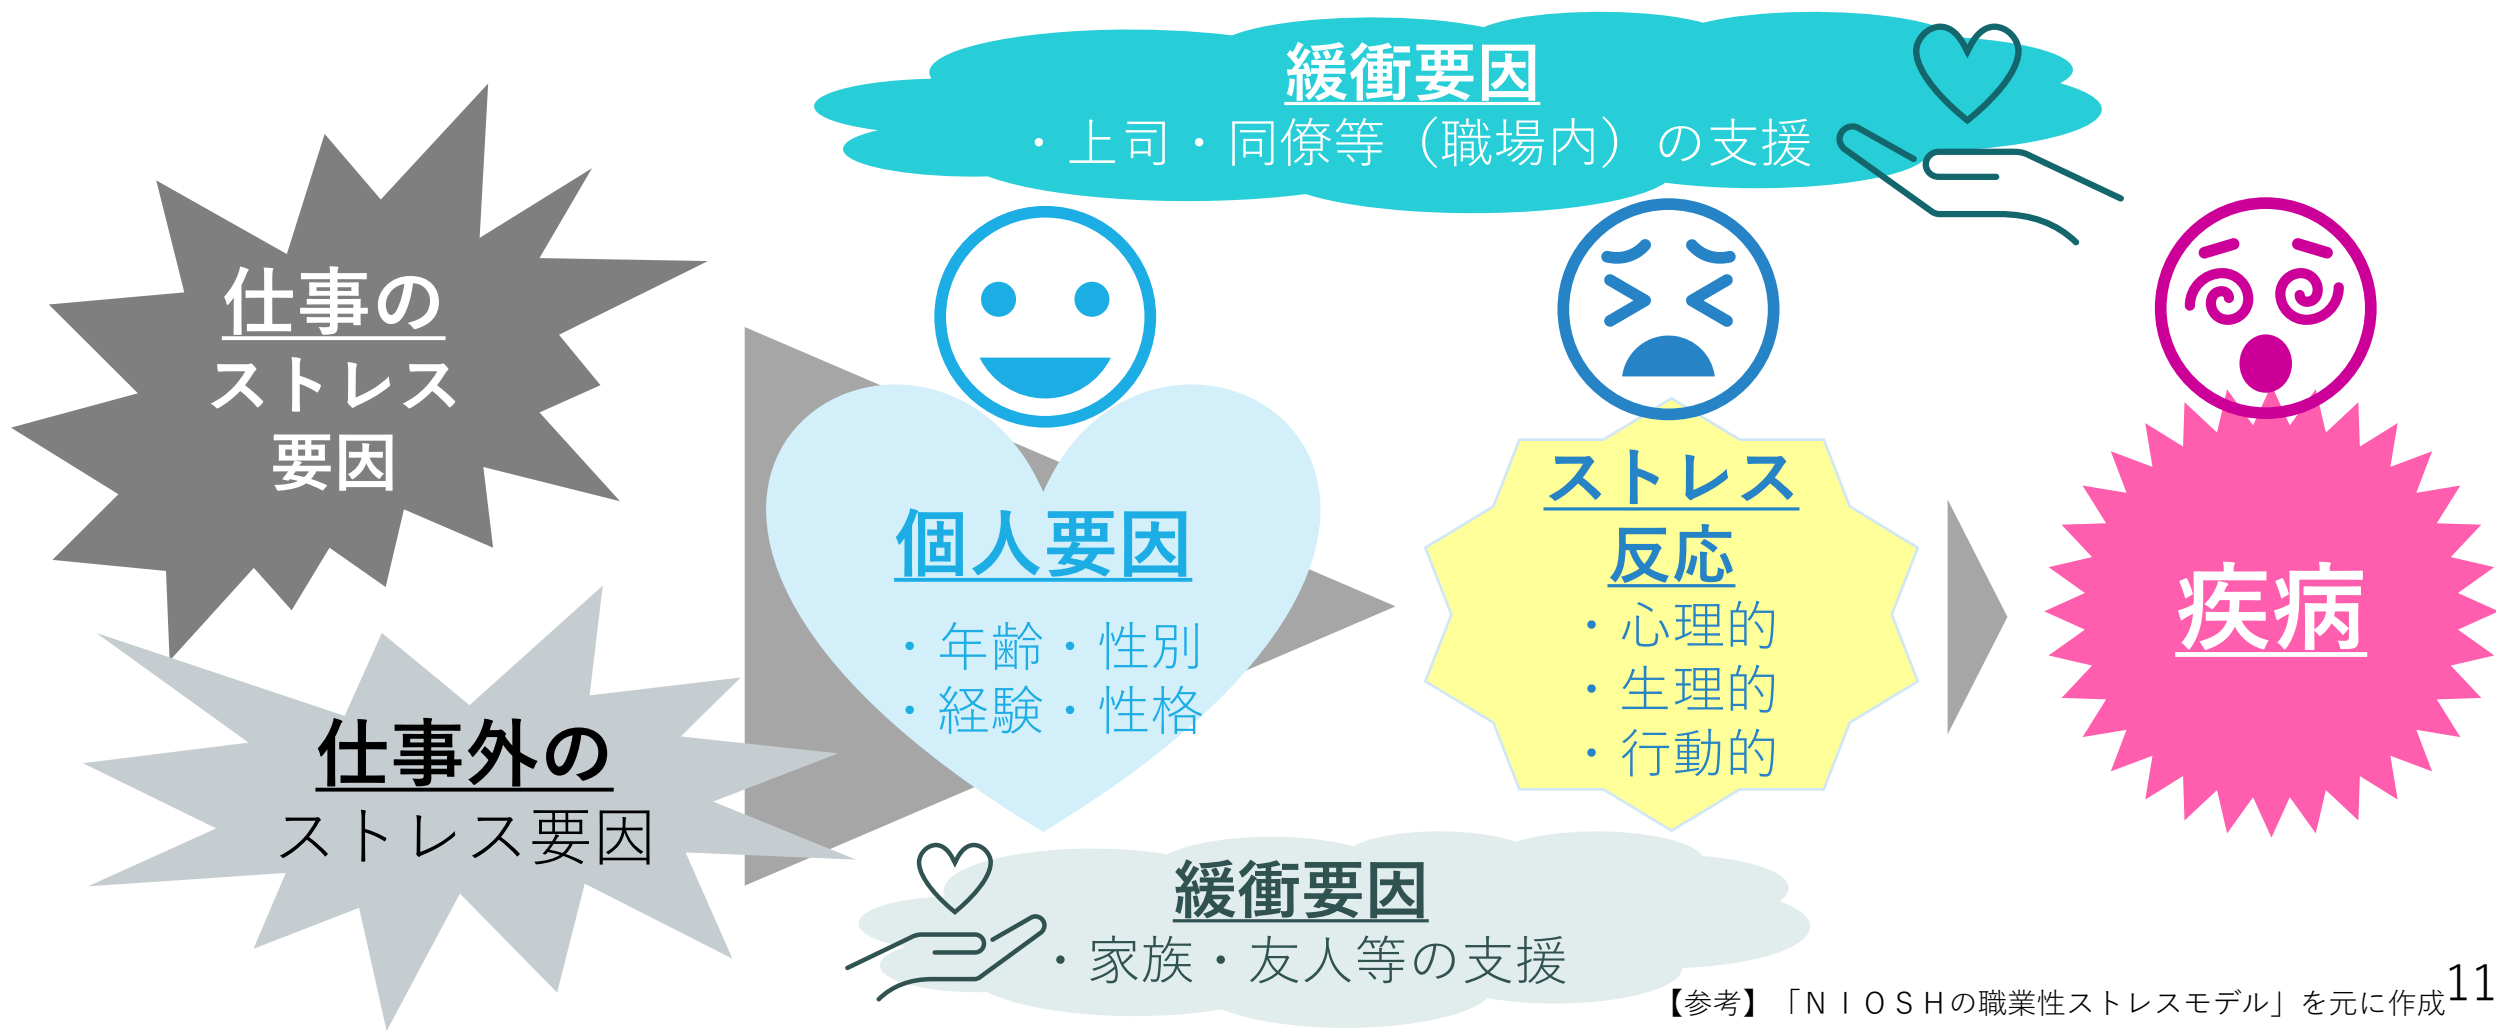 緩衝要因
・上司・同僚等（職場内）の支援
仕事の
ストレス
要因
個人要因
・年齢・性別
・経験・性格
ストレス
反応
・心理的
・生理的
・行動的
疾病
仕事外の
ストレス要因
緩衝要因
・家族・友人等の支援
【参考】「ＮＩＯＳＨの職業性ストレスモデル」を元に作成
11